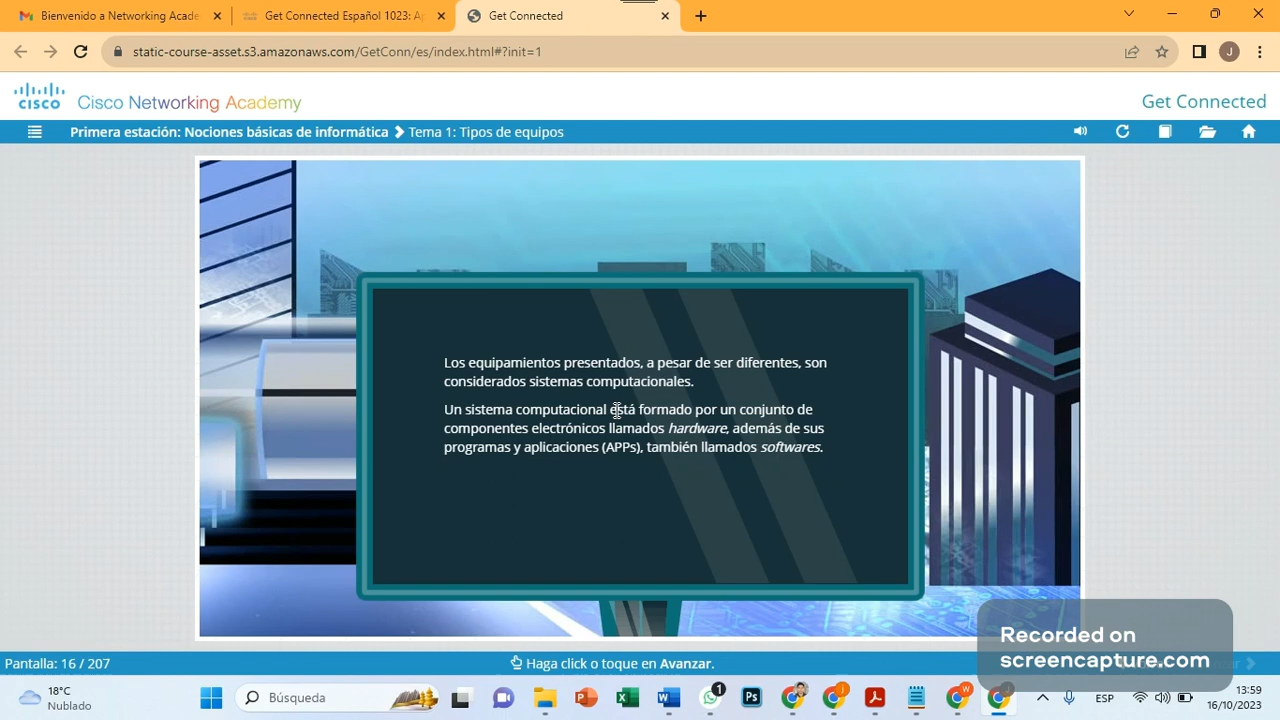 Bienvenido a Networking Acade
Get Connected Español 1023: Ap
Get Connected
static-course-asset.s3.amazonaws.com/GetConn/es/index.html#?init=1
J
CISCO
Cisco Networking Academy
Get Connected
Primera estación: Nociones básicas de informática
Tema 1: Tipos de equipos
Los equipamientos presentados, a pesar de ser diferentes, son
considerados sistemas computacionales.
Un sistema computacional está formado por un conjunto de
componentes electrónicos llamados hardware, además de sus
programas y aplicaciones (APPs), también llamados softwares.
Recorded on
screencapture.com
Pantalla: 16 / 207
Haga click o toque en Avanzar.
18°C
Nublado
Búsqueda
1
Ps
ESP
13:59
16/10/2023